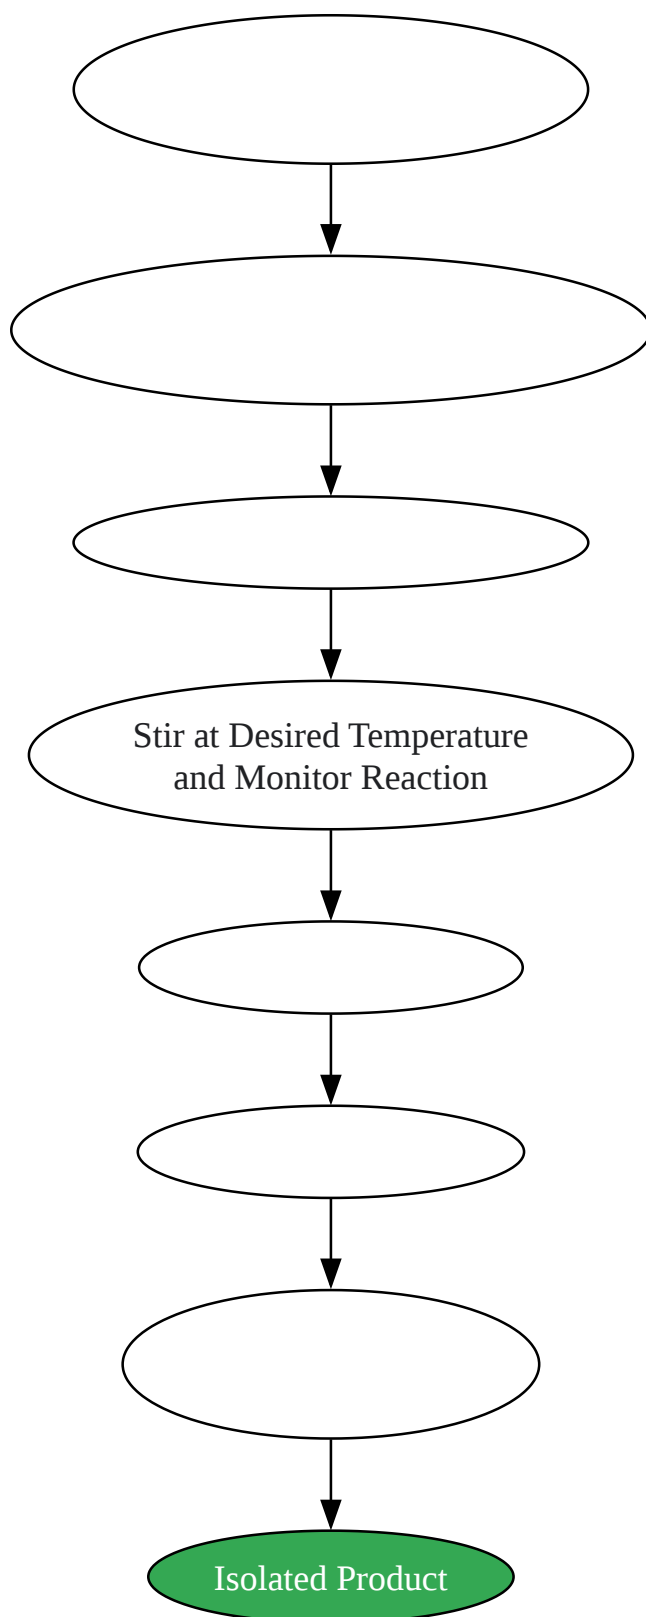 Stir at Desired Temperature
and Monitor Reaction
Isolated Product